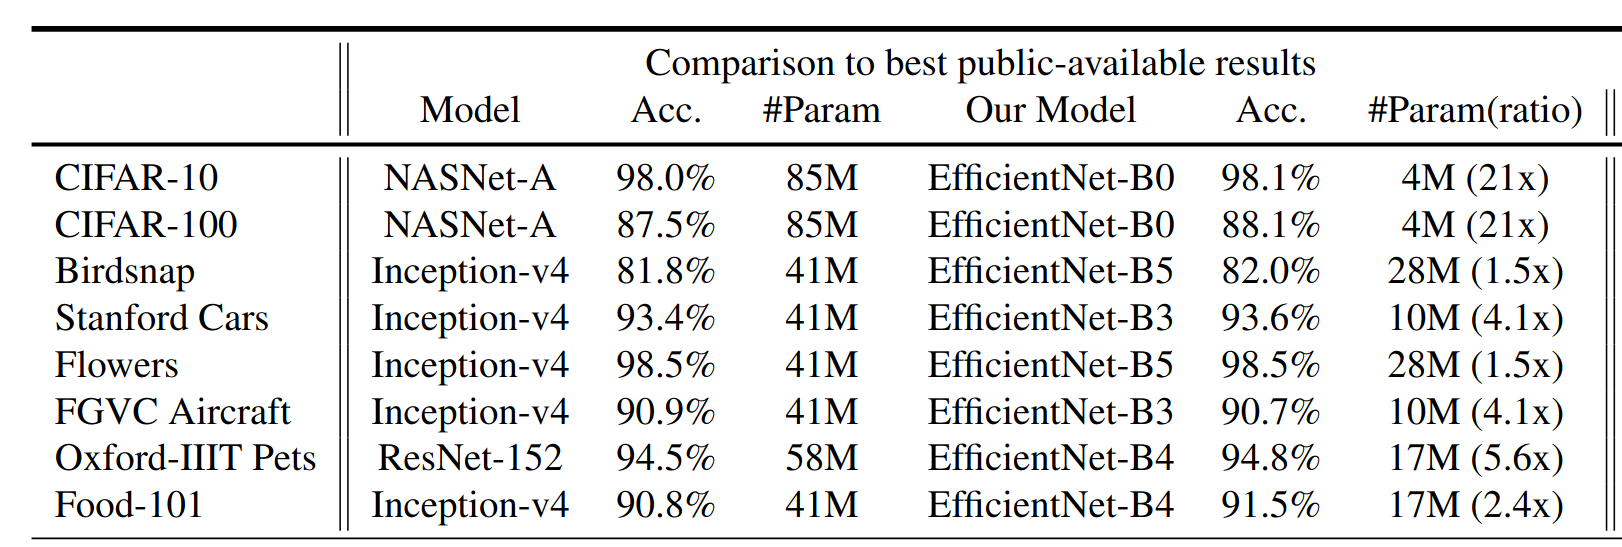 Comparison to best public-available results
Model Acc. #Param Our Model Acc. #Param(ratio)
CIFAR-10 NASNet-A 98.0% 85M EfficientNet-B0 98.1% 4M (21x)
CIFAR-100 NASNet-A 87.5% 85M EfficientNet-B0 88.1% 4M (21x)
Birdsnap Inception-v4 81.8% 41M EfficientNet-B5 82.0% 28M (1.5x)
Stanford Cars Inception-v4 93.4% 41M EfficientNet-B3 93.6% 10M (4.1x)
Flowers Inception-v4 98.5% 41M EfficientNet-B5 98.5% 28M (1.5x)
FGVC Aircraft Inception-v4 90.9% 41M EfficientNet-B3 90.7% 10M (4.1x)
Oxford-IIIT Pets ResNet-152 94.5% 58M EfficientNet-B4 94.8% 17M (5.6x)
Food-101 Inception-v4 90.8% 41M EfficientNet-B4 91.5% 17M (2.4x)